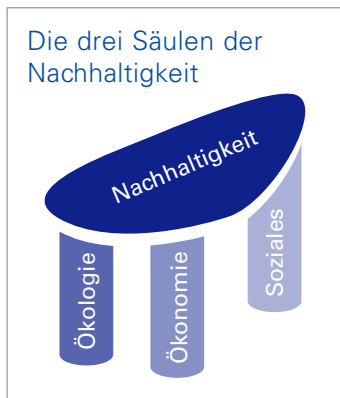 Die drei Säulen der
Nachhaltigkeit
Nachhaltigkeit
Ökologie
Ökonomie
Soziales